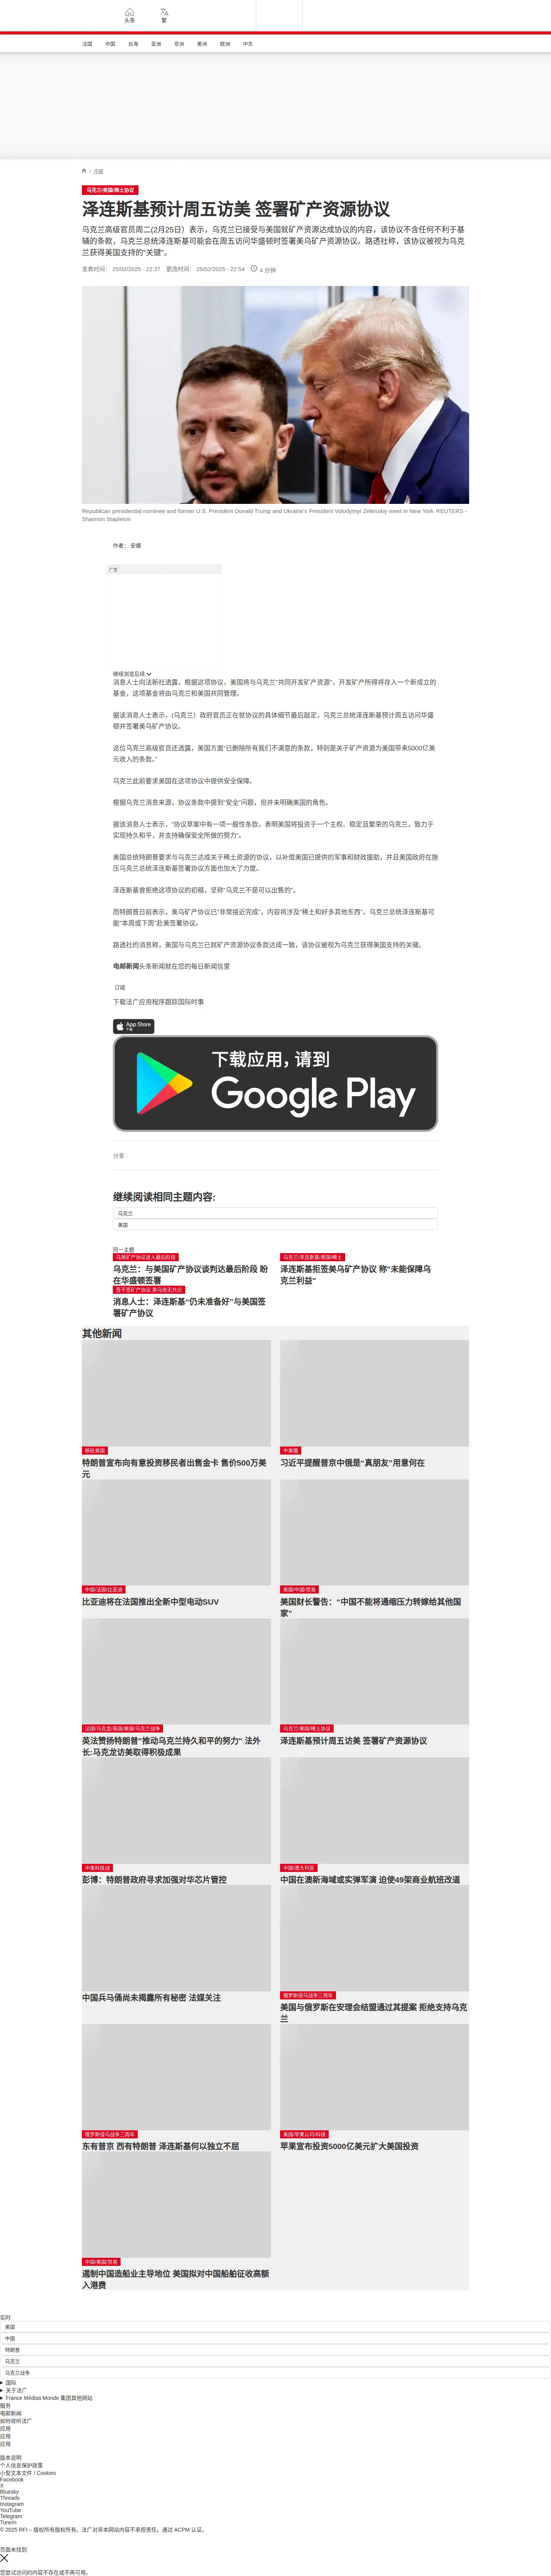 头条
繁
法国
中国
台海
亚洲
非洲
美洲
欧洲
中东
/ 中国
乌克兰/美国/稀土协议
泽连斯基预计周五访美 签署矿产资源协议
乌克兰高级官员周二(2月25日）表示，乌克兰已接受与美国就矿产资源达成协议的内容，该协议不含任何不利于基
辅的条款，乌克兰总统泽连斯基可能会在周五访问华盛顿时签署美乌矿产资源协议。路透社称，该协议被视为乌克
兰获得美国支持的"关键"。
发表时间： 25/02/2025 - 22:37 更改时间： 25/02/2025 - 22:54 4 分钟
Republican presidential nominee and former U.S. President Donald Trump and Ukraine's President Volodymyr Zelenskiy meet in New York REUTERS -
Shannon Stapleton
作者： 安娜
广告
继续浏览后续
消息人士向法新社透露，根据这项协议，美国将与乌克兰"共同开发矿产资源"，开发矿产所得将存入一个新成立的
基金，这项基金将由乌克兰和美国共同管理。
据该消息人士表示，(乌克兰）政府官员正在就协议的具体细节最后敲定，乌克兰总统泽连斯基预计周五访问华盛
顿并签署美乌矿产协议。
这位乌克兰高级官员还透露，美国方面"已删除所有我们不满意的条款，特别是关于矿产资源为美国带来5000亿美
元收入的条款。"
乌克兰此前要求美国在这项协议中提供安全保障。
根据乌克兰消息来源，协议条款中提到"安全"问题，但并未明确美国的角色。
据该消息人士表示，"协议草案中有一项一般性条款，表明美国将投资于一个主权、稳定且繁荣的乌克兰，致力于
实现持久和平，并支持确保安全所做的努力"。
美国总统特朗普要求与乌克兰达成关于稀土资源的协议，以补偿美国已提供的军事和财政援助，并且美国政府在施
压乌克兰总统泽连斯基签署协议方面也加大了力度。
泽连斯基曾拒绝这项协议的初稿，坚称"乌克兰不是可以出售的"。
而特朗普日前表示，美乌矿产协议已"非常接近完成"，内容将涉及"稀土和好多其他东西"。乌克兰总统泽连斯基可
能"本周或下周"赴美签署协议。
路透社的消息称，美国与乌克兰已就矿产资源协议条款达成一致，该协议被视为乌克兰获得美国支持的关键。
电邮新闻头条新闻就在您的每日新闻信里
订阅
下载法广应用程序跟踪国际时事
App Store
下载
下载应用，请到
Google Play
分享 :
继续阅读相同主题内容:
乌克兰
美国
同一主题
乌美矿产协议进入最后阶段
乌克兰：与美国矿产协议谈判达最后阶段 盼
在华盛顿签署
乌克兰/泽连斯基/美国/稀土
泽连斯基拒签美乌矿产协议 称"未能保障乌
克兰利益"
签不签矿产协议 美乌尚无共识
消息人士：泽连斯基"仍未准备好"与美国签
署矿产协议
其他新闻
移民美国
特朗普宣布向有意投资移民者出售金卡 售价500万美
元
中美俄
习近平提醒普京中俄是“真朋友”用意何在
中国/法国/比亚迪
比亚迪将在法国推出全新中型电动SUV
美国/中国/贸易
美国财长警告：“中国不能将通缩压力转嫁给其他国
家”
法国/马克龙/英国/美国/乌克兰战争
英法赞扬特朗普"推动乌克兰持久和平的努力" 法外
长:马克龙访美取得积极成果
乌克兰/美国/稀土协议
泽连斯基预计周五访美 签署矿产资源协议
中美科技战
彭博：特朗普政府寻求加强对华芯片管控
中国/澳大利亚
中国在澳新海域或实弹军演 迫使49架商业航班改道
中国兵马俑尚未揭露所有秘密 法媒关注
俄罗斯侵乌战争三周年
美国与俄罗斯在安理会结盟通过其提案 拒绝支持乌克
兰
俄罗斯侵乌战争三周年
东有普京 西有特朗普 泽连斯基何以独立不屈
美国/苹果公司/科技
苹果宣布投资5000亿美元扩大美国投资
中国/美国/贸易
遏制中国造船业主导地位 美国拟对中国船舶征收高额
入港费
实时
美国
中国
特朗普
乌克兰
乌克兰战争
国际
关于法广
France Médias Monde 集团其他网站
服务
电邮新闻
如何收听法广
应用
应用
应用
版本说明
个人信息保护政策
小型文本文件 / Cookies
Facebook
X
Bluesky
Threads
Instagram
YouTube
Telegram
TuneIn
© 2025 RFI – 版权所有版权所有。法广对非本网站内容不承担责任。通过 ACPM 认证。
页面未找到
您尝试访问的内容不存在或不再可用。